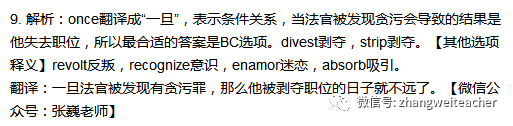 9. 解析：once翻译成“一旦”，表示条件关系，当法官被发现贪污会导致的结果是
他失去职位，所以最合适的答案是BC选项。divest剥夺，strip剥夺。【其他选项
释义】revolt反叛，recognize意识，enamor迷恋，absorb吸引。
翻译：一旦法官被发现有贪污罪，那么他被剥夺职位的日子就不远了。【微信公
众号：张巍老师】
微信号: zhangweiteacher